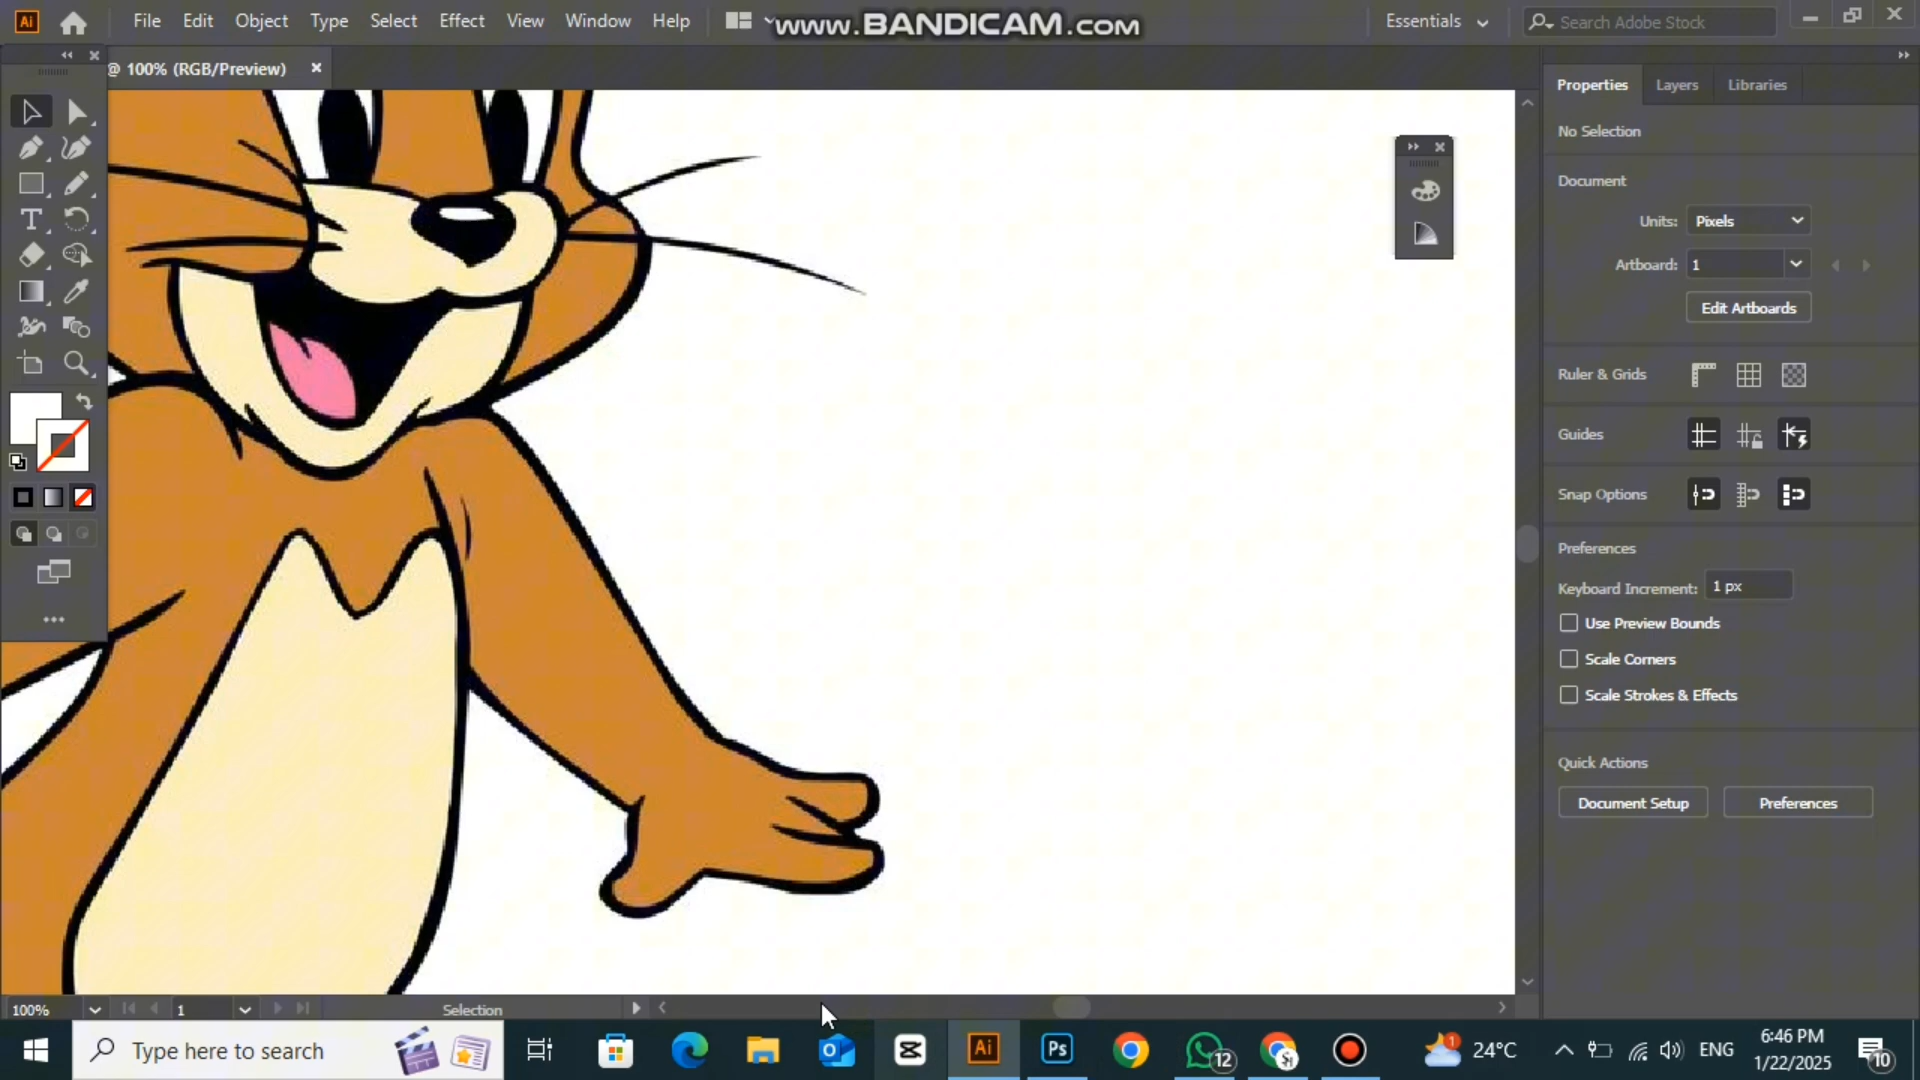 Ai File Edit Object Type Select Effect View Window Help www.BANDICAM.com Essentials Search Adobe Stock
@ 100% (RGB/Preview) ×
Properties Layers Libraries
No Selection
Document
Units: Pixels
Artboard: 1
Edit Artboards
Ruler & Grids
Guides
Snap Options
Preferences
Keyboard Increment: 1 px
Use Preview Bounds
Scale Corners
Scale Strokes & Effects
Quick Actions
Document Setup Preferences
100% 1 Selection
Type here to search Ai Ps 12 1 24°C ENG 6:46 PM
1/22/2025 10